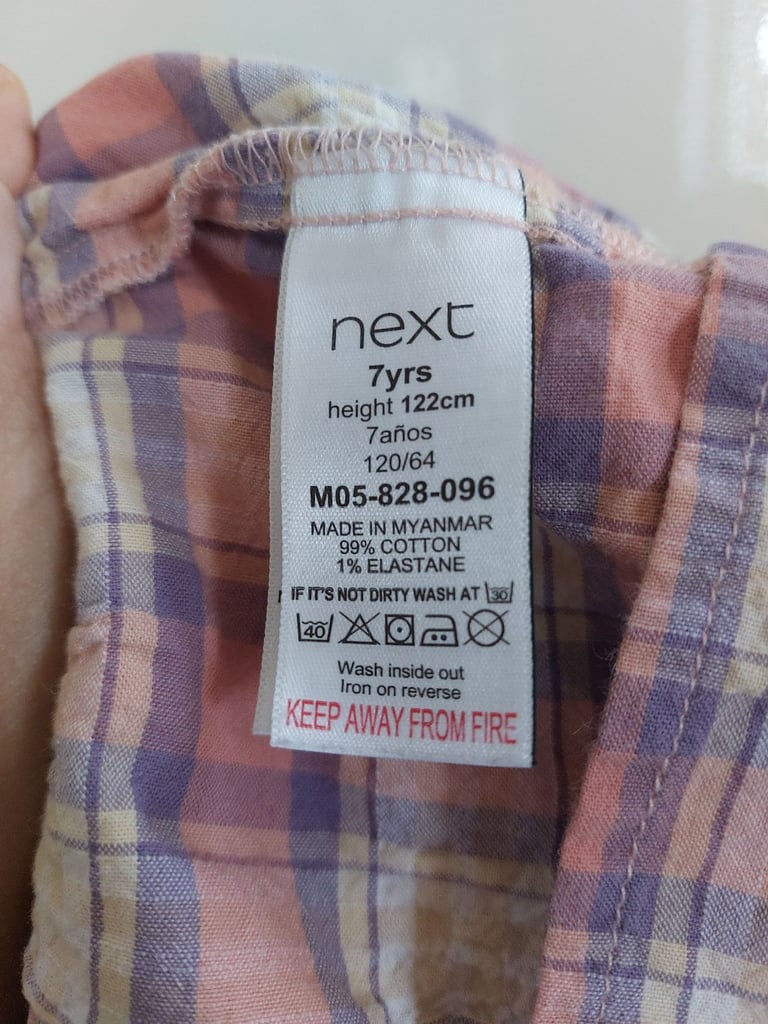 next
7yrs
height 122cm
7años
120/64
M05-828-096
MADE IN MYANMAR
99% COTTON
1% ELASTANE
IF IT'S NOT DIRTY WASH AT 30
40
Wash inside out
Iron on reverse
KEEP AWAY FROM FIRE